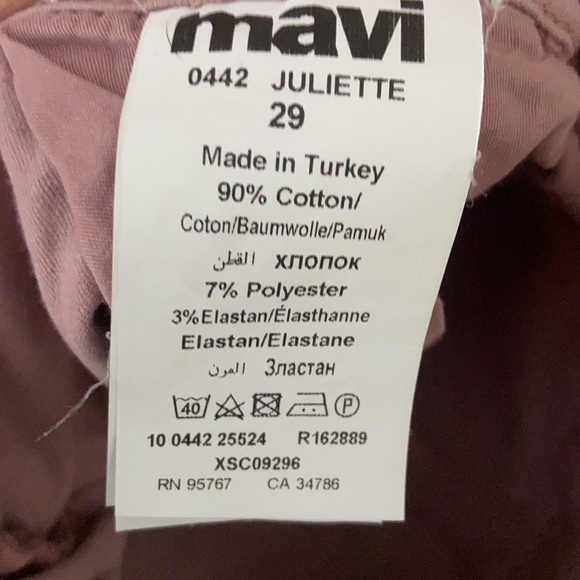 mavi
0442 JULIETTE
29
Made in Turkey
90% Cotton/
Coton/Baumwolle/Pamuk
القطن хлопок
7% Polyester
3%Elastan/Élasthanne
Elastan/Elastane
المرن Эластан
40 P
10 0442 25524 R162889
XSC09296
RN 95767 CA 34786